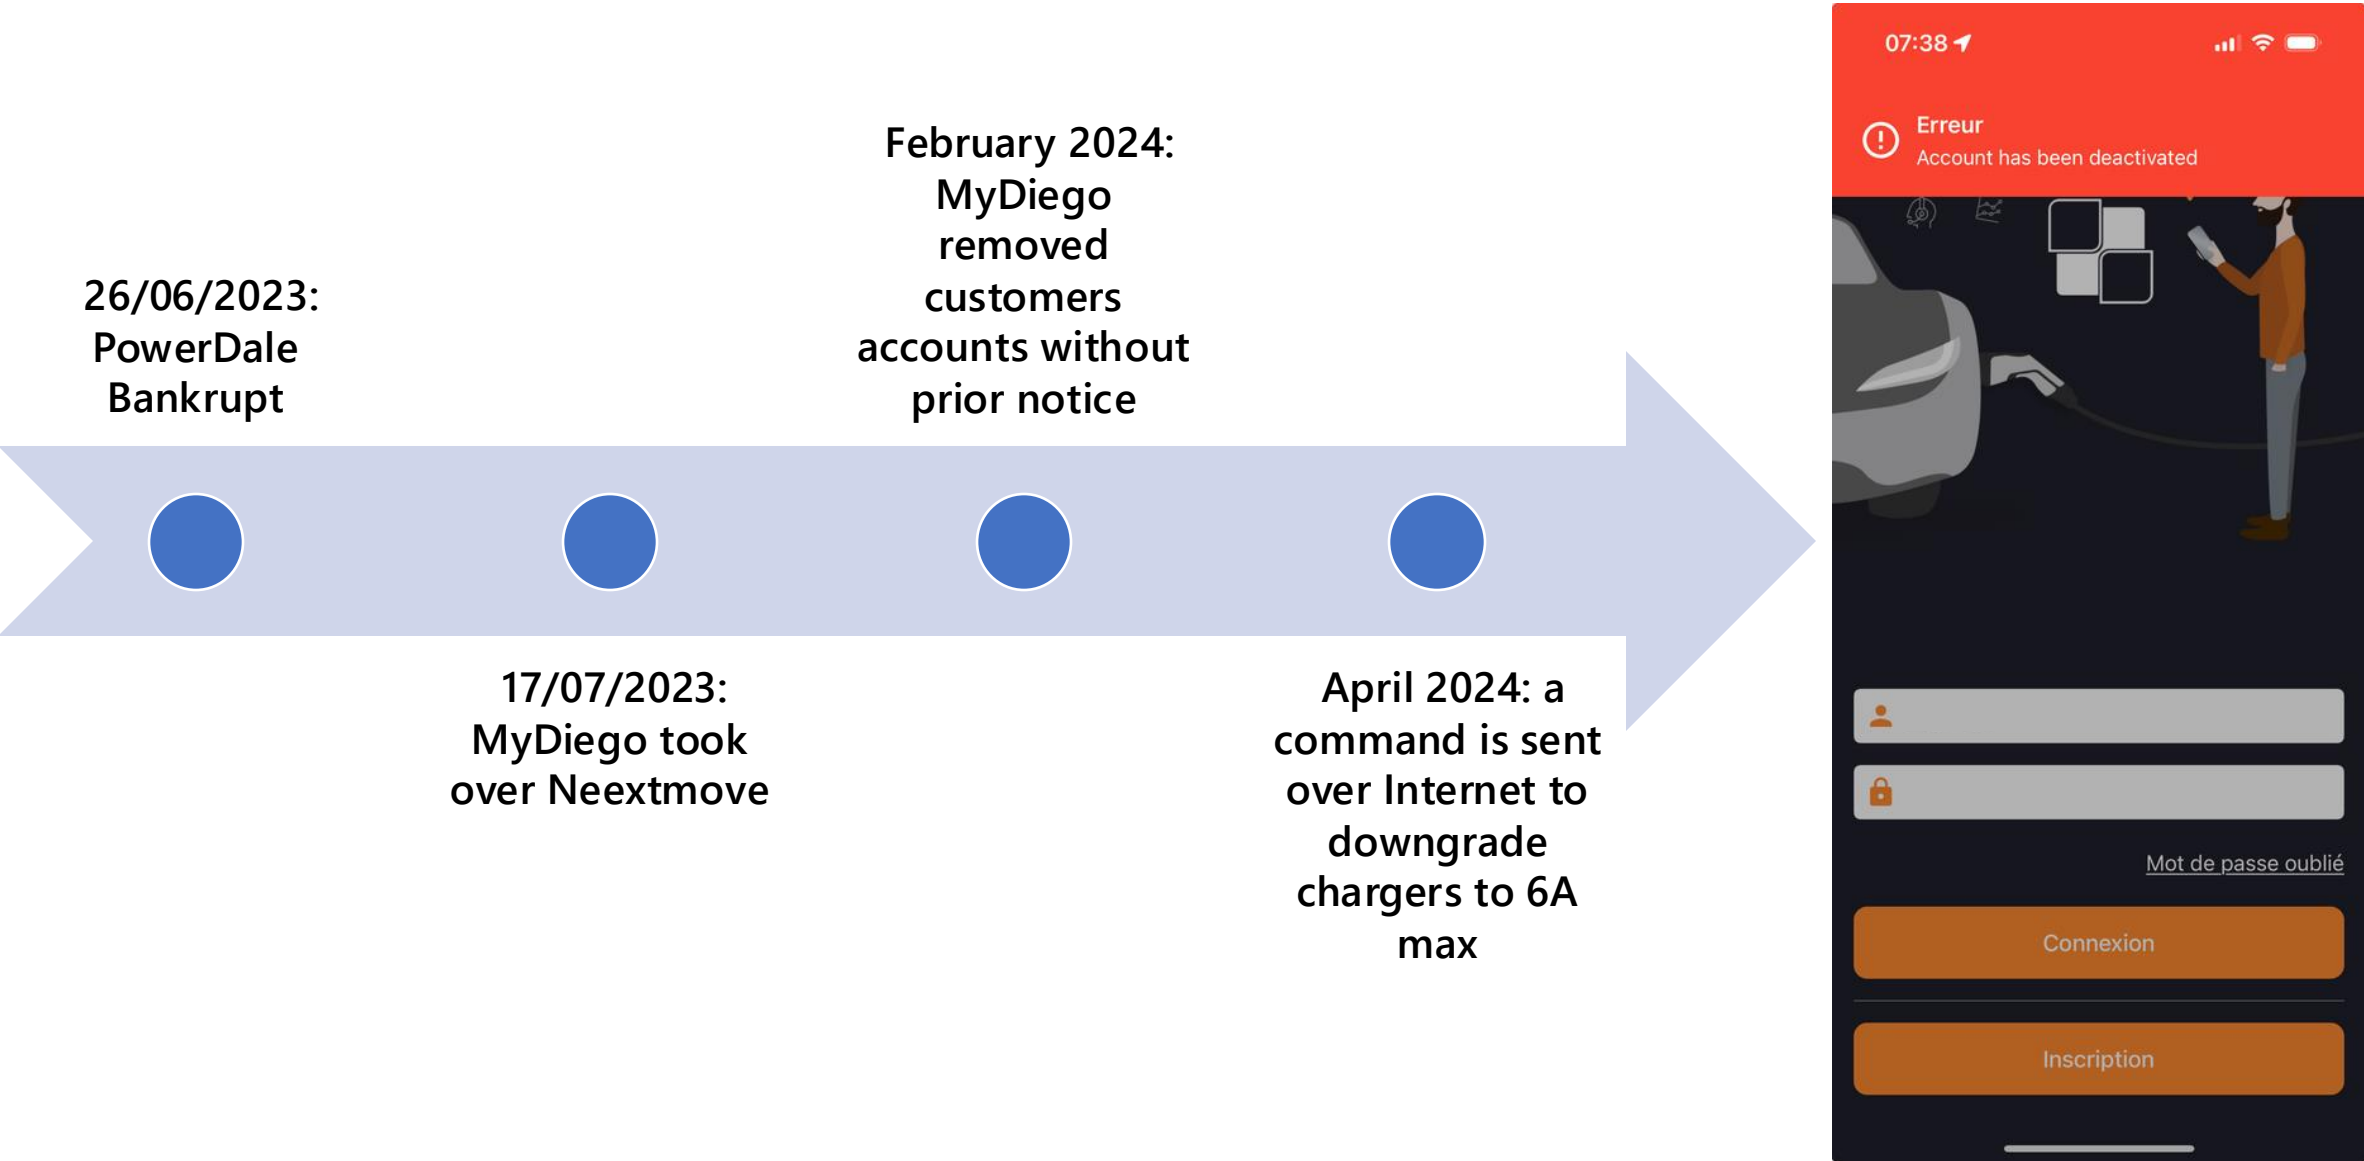 26/06/2023:
PowerDale
Bankrupt
17/07/2023:
MyDiego took
over Neextmove
February 2024:
MyDiego
removed
customers
accounts without
prior notice
April 2024: a
command is sent
over Internet to
downgrade
chargers to 6A
max
07:38
Erreur
Account has been deactivated
Mot de passe oublié
Connexion
Inscription